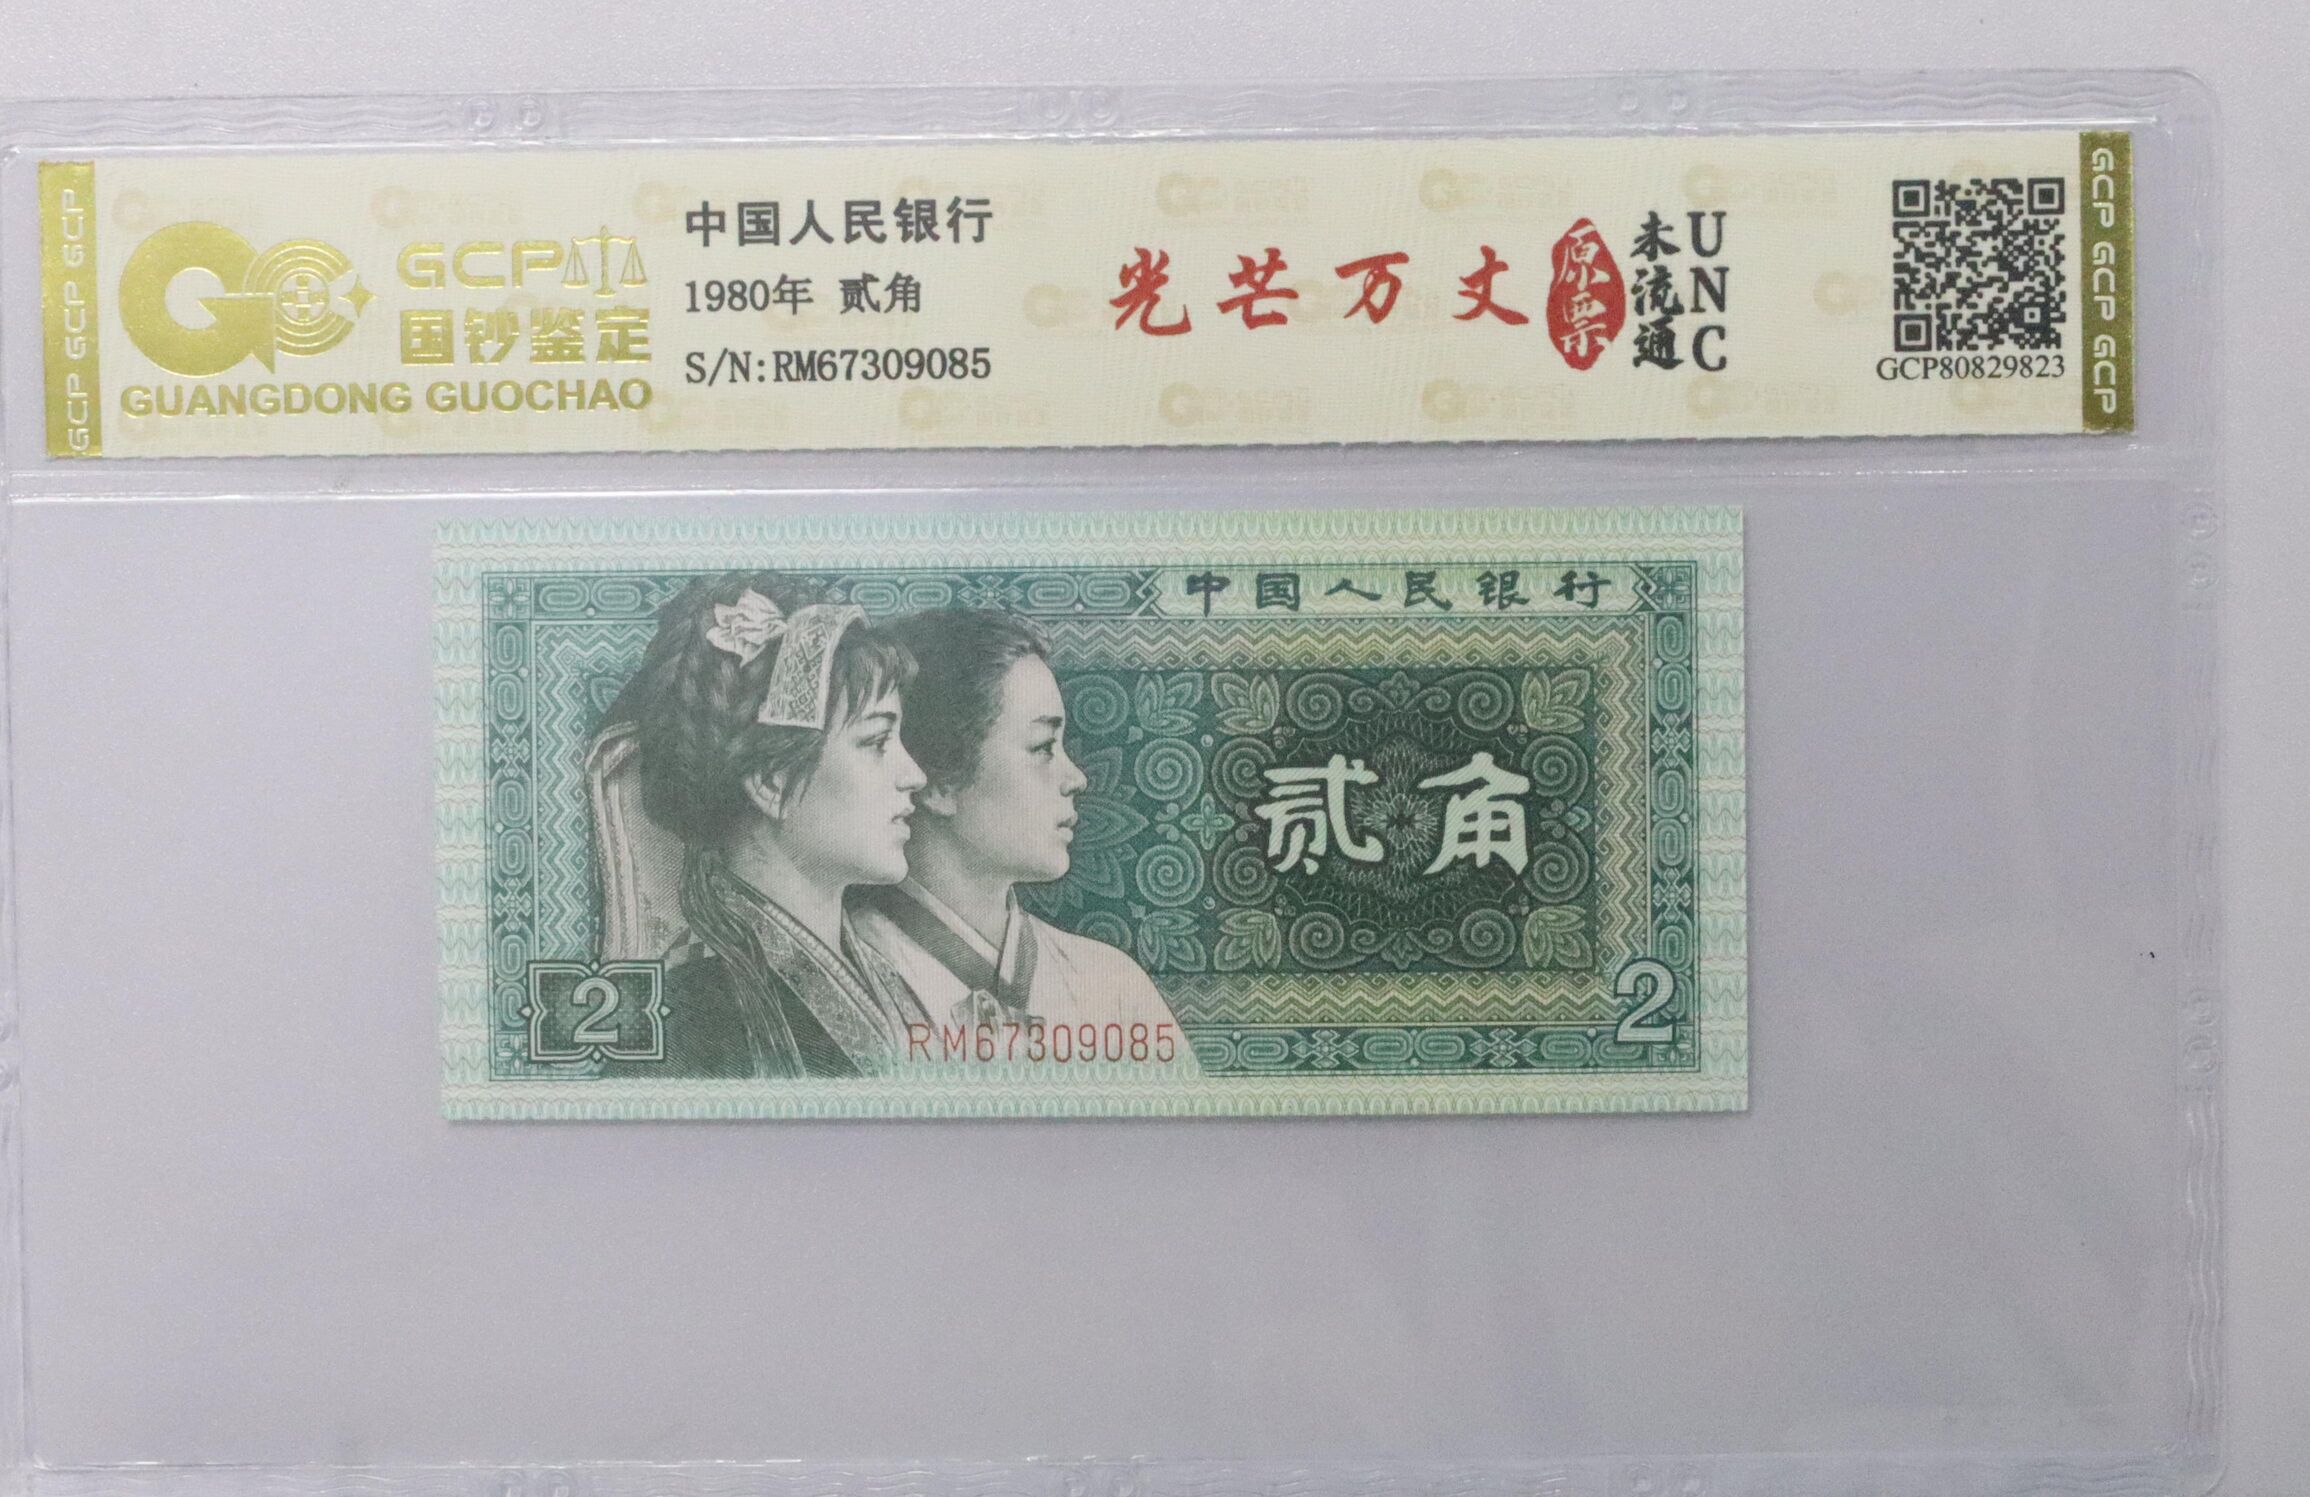 GCP GCP GCP
GCP
国钞鉴定
GUANGDONG GUOCHAO
中国人民银行
1980年 贰角
S/N:RM67309085
光芒万丈
原票
未流通
UNC
GCP80829823
GCP GCP GCP
中国人民银行
贰角
2
RM67309085
2